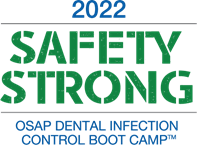 2022
SAFETY
STRONG
OSAP DENTAL INFECTION
CONTROL BOOT CAMP™